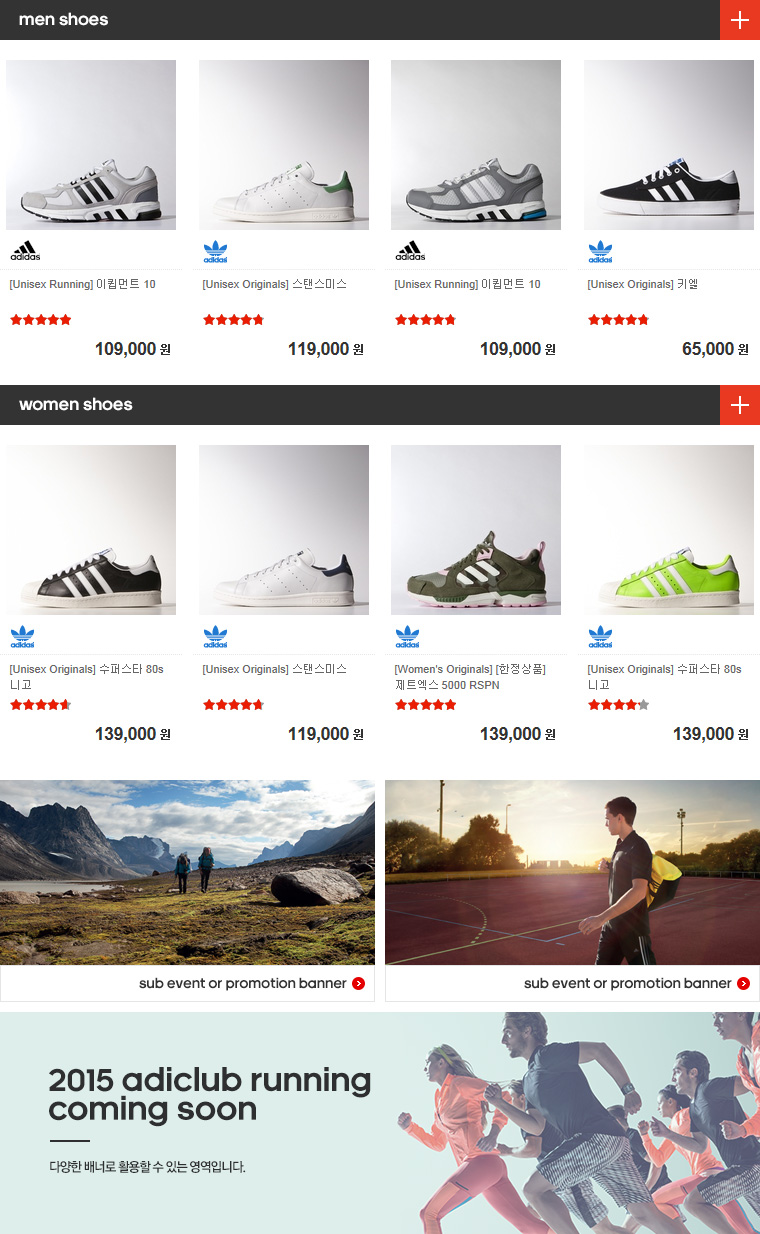 men shoes
adidas
adidas
adidas
adidas
[Unisex Running] 이큅먼트 10
[Unisex Originals] 스탠스미스
[Unisex Running] 이큅먼트 10
[Unisex Originals] 키엘
109,000 원
119,000 원
109,000 원
65,000 원
women shoes
adidas
adidas
adidas
adidas
[Unisex Originals] 수퍼스타 80s
니고
[Unisex Originals] 스탠스미스
[Women's Originals] [한정상품]
제트엑스 5000 RSPN
[Unisex Originals] 수퍼스타 80s
니고
139,000 원
119,000 원
139,000 원
139,000 원
sub event or promotion banner
sub event or promotion banner
2015 adiclub running
coming soon
다양한 배너로 활용할 수 있는 영역입니다.